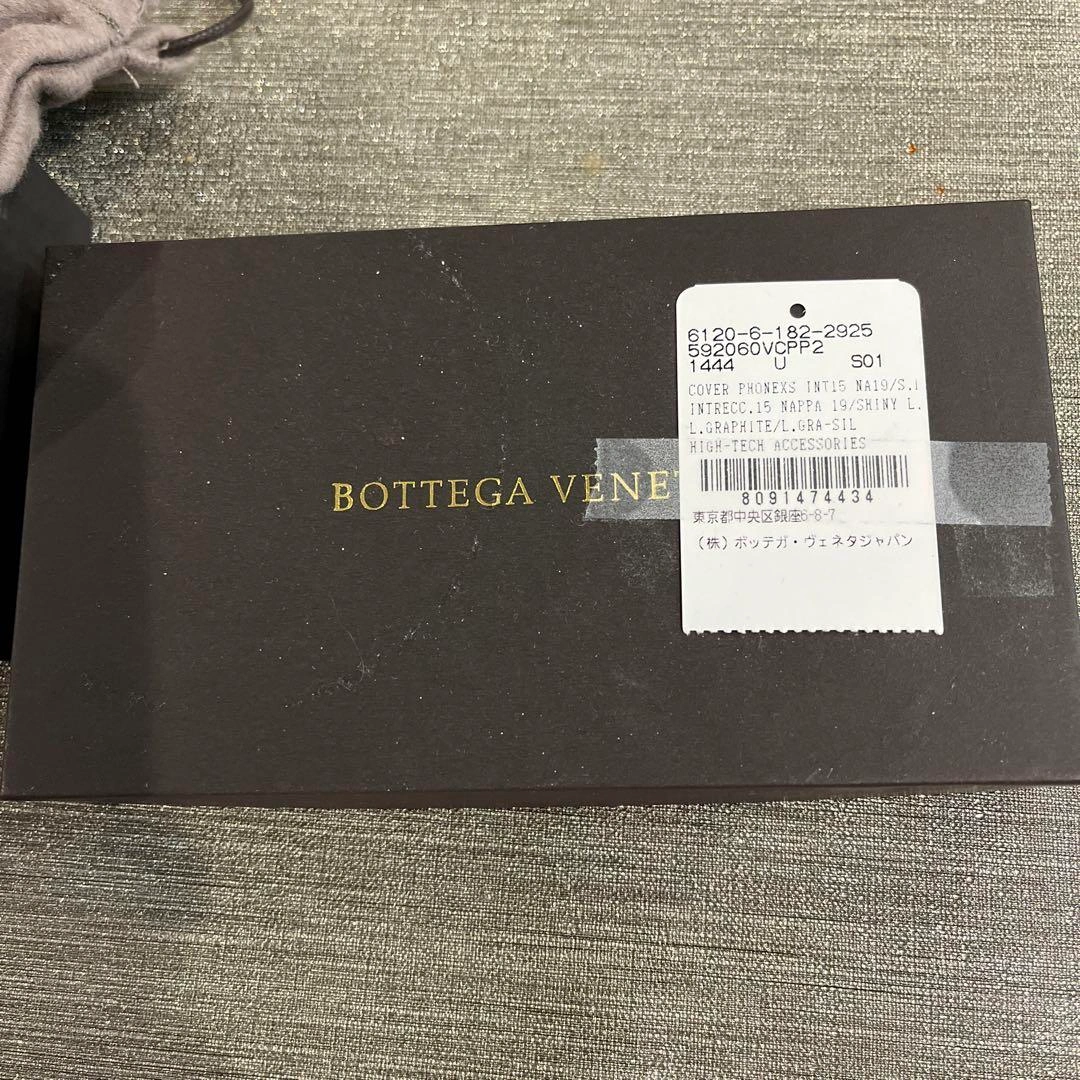 BOTTEGA VENE
6120-6-182-2925
592060VCPP2
1444 U S01
COVER PHONEXS INT15 NA19/S.
INTRECC.15 NAPPA 19/SHINY L.
L.GRAPHITE/L.GRA-SIL
HIGH-TECH ACCESSORIES
8091474434
東京都中央区銀座6-8-7
(株)ボッテガ・ヴェネタジャパン